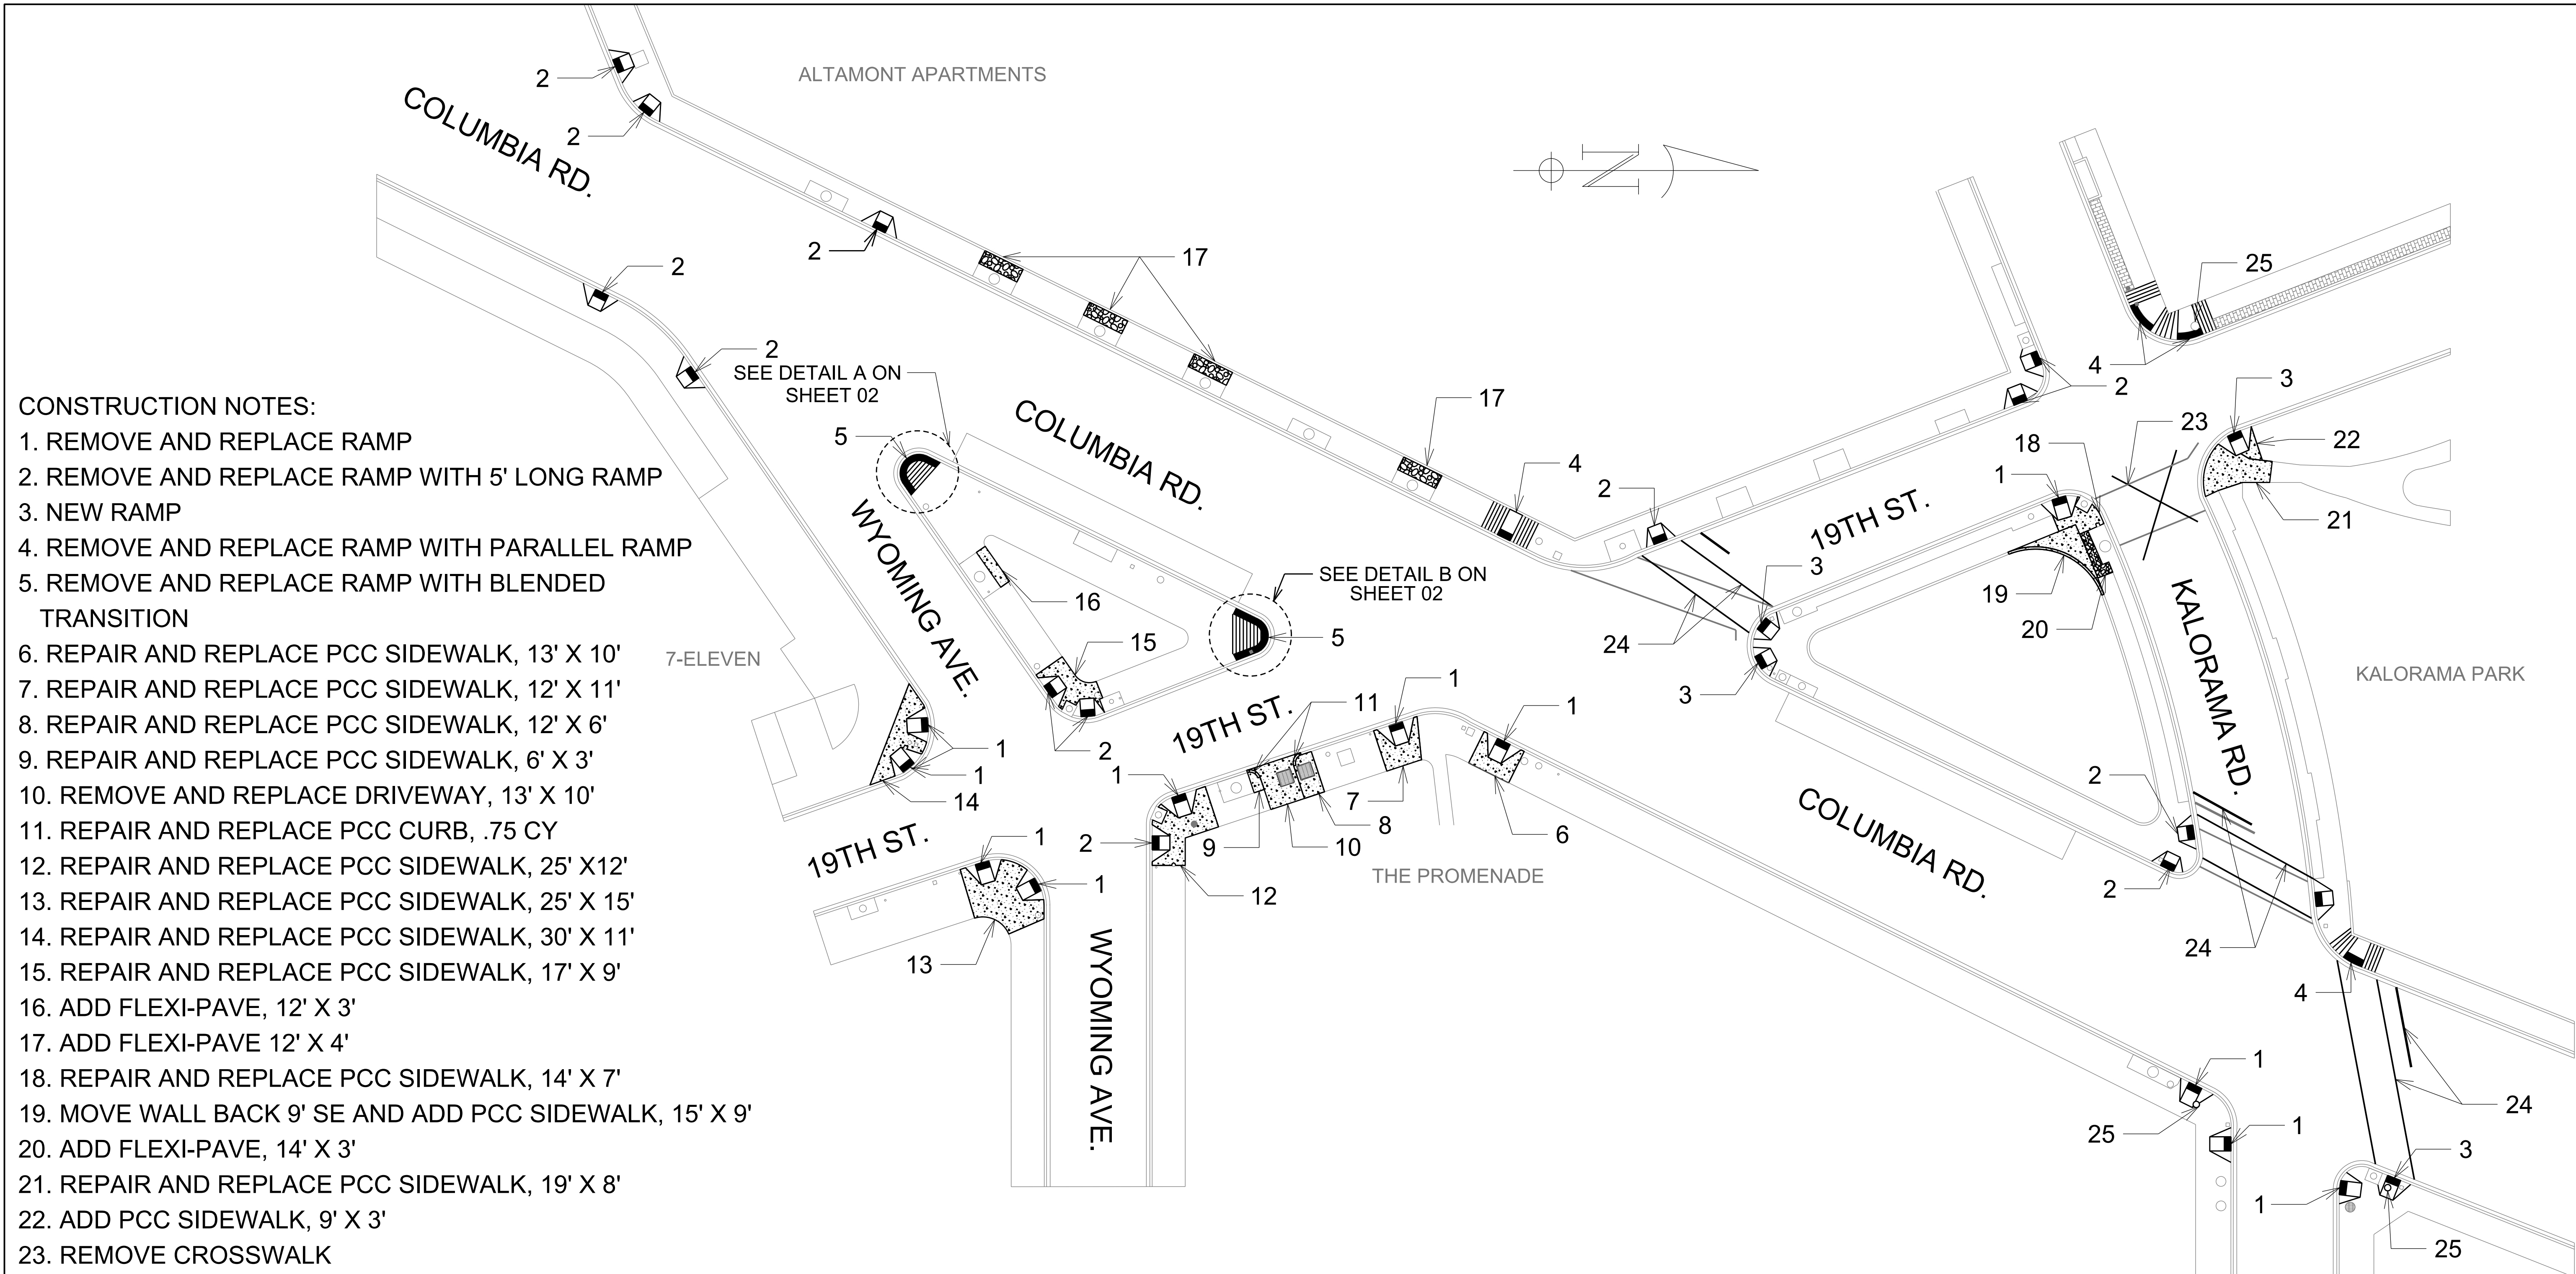 ALTAMONT APARTMENTS
2
COLUMBIA RD.
2
N
2
17
25
2
4
2
3
2
SEE DETAIL A ON
SHEET 02
17
23
18
22
5
COLUMBIA RD.
4
2
1
21
19TH ST.
WYOMING AVE.
SEE DETAIL B ON
SHEET 02
3
19
16
20
KALORAMA RD.
15
5
24
7-ELEVEN
KALORAMA PARK
3
1
11
1
19TH ST.
2
1
1
1
2
14
7
8
6
COLUMBIA RD.
9
10
1
2
19TH ST.
THE PROMENADE
1
2
12
24
13
WYOMING AVE.
4
1
24
25
1
3
1
25
CONSTRUCTION NOTES:
1. REMOVE AND REPLACE RAMP
2. REMOVE AND REPLACE RAMP WITH 5' LONG RAMP
3. NEW RAMP
4. REMOVE AND REPLACE RAMP WITH PARALLEL RAMP
5. REMOVE AND REPLACE RAMP WITH BLENDED
TRANSITION
6. REPAIR AND REPLACE PCC SIDEWALK, 13' X 10'
7. REPAIR AND REPLACE PCC SIDEWALK, 12' X 11'
8. REPAIR AND REPLACE PCC SIDEWALK, 12' X 6'
9. REPAIR AND REPLACE PCC SIDEWALK, 6' X 3'
10. REMOVE AND REPLACE DRIVEWAY, 13' X 10'
11. REPAIR AND REPLACE PCC CURB, .75 CY
12. REPAIR AND REPLACE PCC SIDEWALK, 25' X12'
13. REPAIR AND REPLACE PCC SIDEWALK, 25' X 15'
14. REPAIR AND REPLACE PCC SIDEWALK, 30' X 11'
15. REPAIR AND REPLACE PCC SIDEWALK, 17' X 9'
16. ADD FLEXI-PAVE, 12' X 3'
17. ADD FLEXI-PAVE 12' X 4'
18. REPAIR AND REPLACE PCC SIDEWALK, 14' X 7'
19. MOVE WALL BACK 9' SE AND ADD PCC SIDEWALK, 15' X 9'
20. ADD FLEXI-PAVE, 14' X 3'
21. REPAIR AND REPLACE PCC SIDEWALK, 19' X 8'
22. ADD PCC SIDEWALK, 9' X 3'
23. REMOVE CROSSWALK